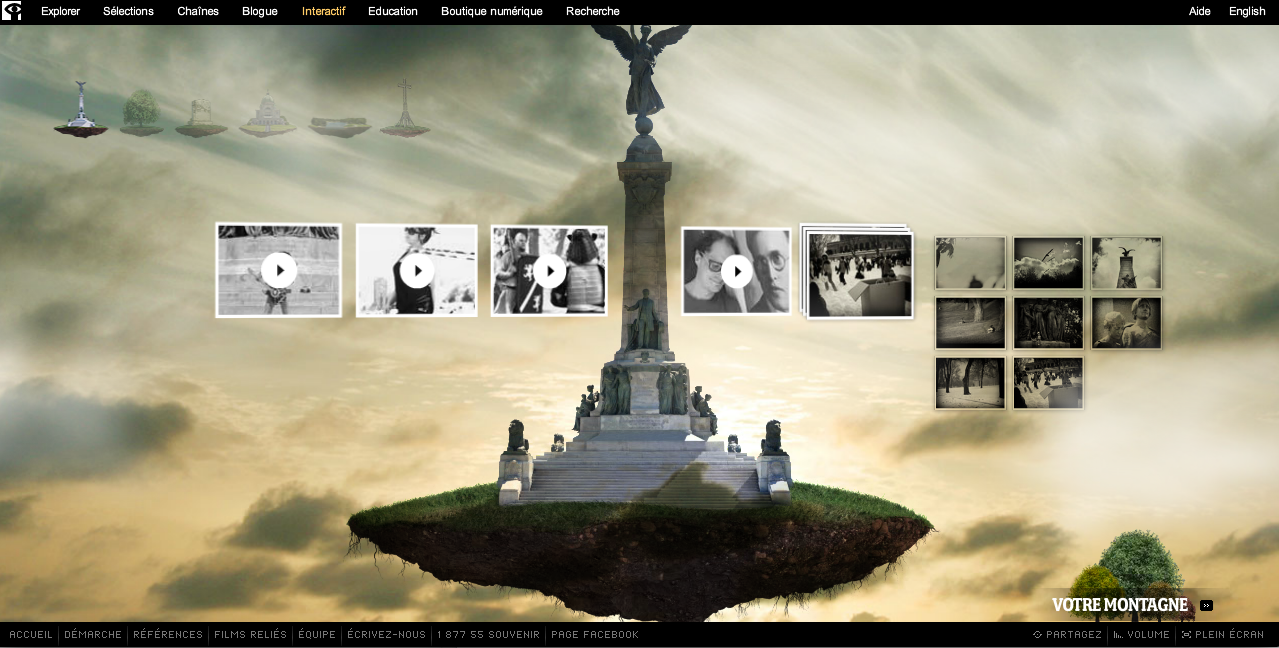 Explorer Sélections Chaînes Blogue Interactif Education Boutique numérique Recherche Aide English
VOTRE MONTAGNE
ACCUEIL DÉMARCHE RÉFÉRENCES FILMS RELIÉS ÉQUIPE ÉCRIVEZ-NOUS 1 877 55 SOUVENIR PAGE FACEBOOK PARTAGEZ VOLUME PLEIN ÉCRAN